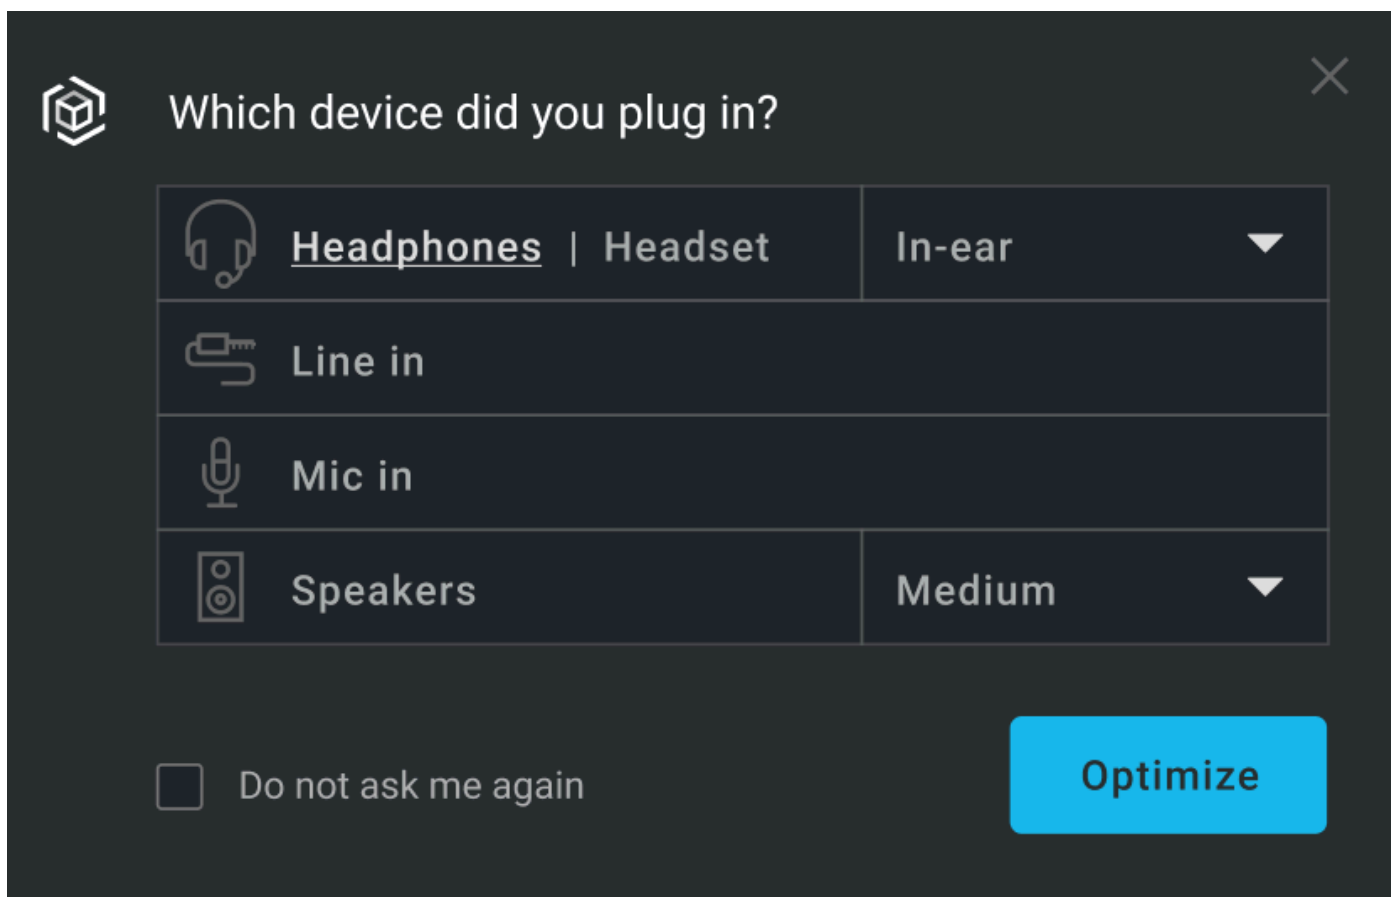 Which device did you plug in?
Headphones | Headset In-ear
Line in
Mic in
Speakers Medium
Do not ask me again
Optimize